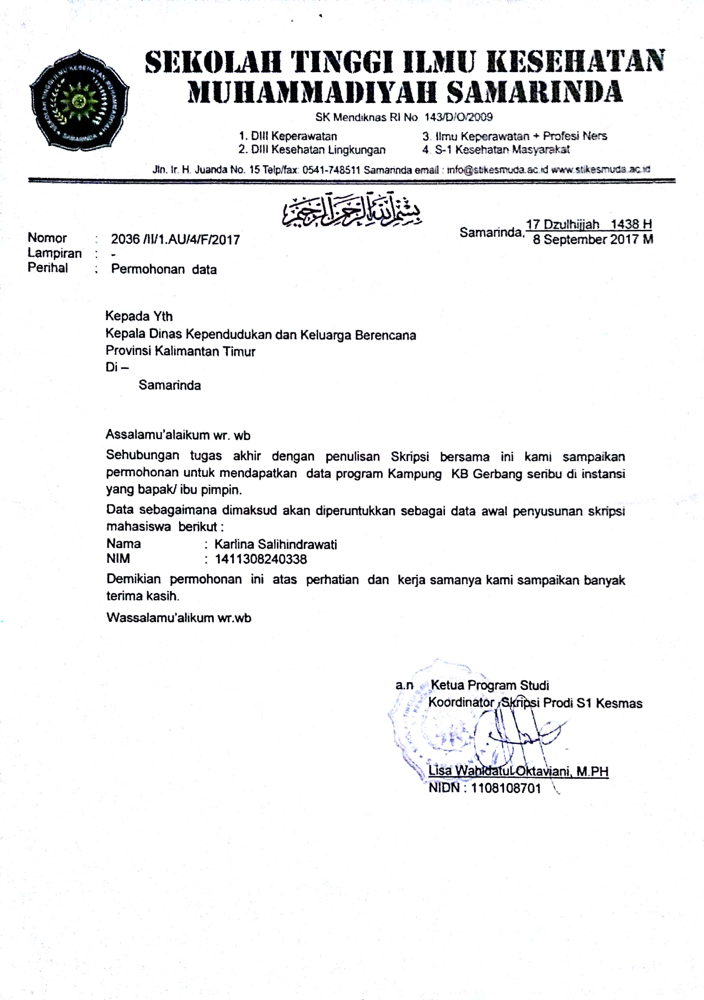 SEKOLAH TINGGI ILMU KESEHATAN
MUHAMMADIYAH SAMARINDA
SK Mendiknas RI No 143/D/O/2009
1. DIII Keperawatan
2. DIII Kesehatan Lingkungan
3. Ilmu Keperawatan + Profesi Ners
4. S-1 Kesehatan Masyarakat
Jln. Ir. H. Juanda No. 15 Telp/fax: 0541-748511 Samarinda email : info@stikesmuda.ac.id www.stikesmuda.ac.id
بسم الله الرحمن الرحيم
Samarinda, 17 Dzulhijjah 1438 H
8 September 2017 M
Nomor : 2036 /II/1.AU/4/F/2017
Lampiran : -
Perihal : Permohonan data
Kepada Yth
Kepala Dinas Kependudukan dan Keluarga Berencana
Provinsi Kalimantan Timur
Di –
Samarinda
Assalamu'alaikum wr. wb
Sehubungan tugas akhir dengan penulisan Skripsi bersama ini kami sampaikan
permohonan untuk mendapatkan data program Kampung KB Gerbang seribu di instansi
yang bapak/ ibu pimpin.
Data sebagaimana dimaksud akan diperuntukkan sebagai data awal penyusunan skripsi
mahasiswa berikut :
Nama : Karlina Salihindrawati
NIM : 1411308240338
Demikian permohonan ini atas perhatian dan kerja samanya kami sampaikan banyak
terima kasih.
Wassalamu'alikum wr.wb
a.n Ketua Program Studi
Koordinator Skripsi Prodi S1 Kesmas
Lisa Wahidatul Oktaviani, M.PH
NIDN : 1108108701